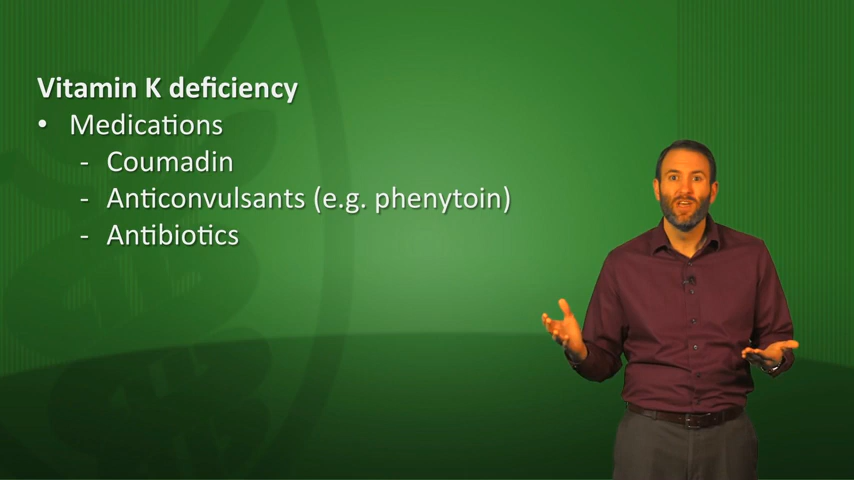 Vitamin K deficiency
• Medications
- Coumadin
- Anticonvulsants (e.g. phenytoin)
- Antibiotics